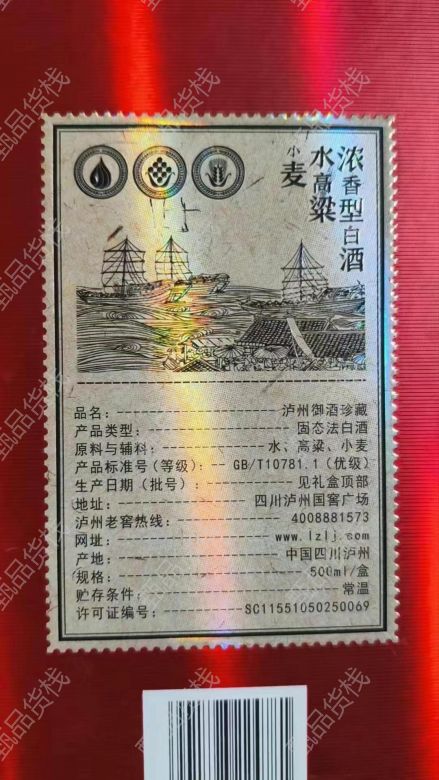 浓香型白酒
水高粱
小麦
品名：------泸州御酒珍藏
产品类型：------固态法白酒
原料与辅料：------水、高粱、小麦
产品标准号（等级）：--GB/T10781.1（优级）
生产日期（批号）：------见礼盒顶部
地址：------四川泸州国窖广场
泸州老窖热线：------4008881573
网址：------www.lzlj.com
产地：------中国四川泸州
规格：------500ml/盒
贮存条件：------常温
许可证编号：------SC11551050250069
甄品货栈